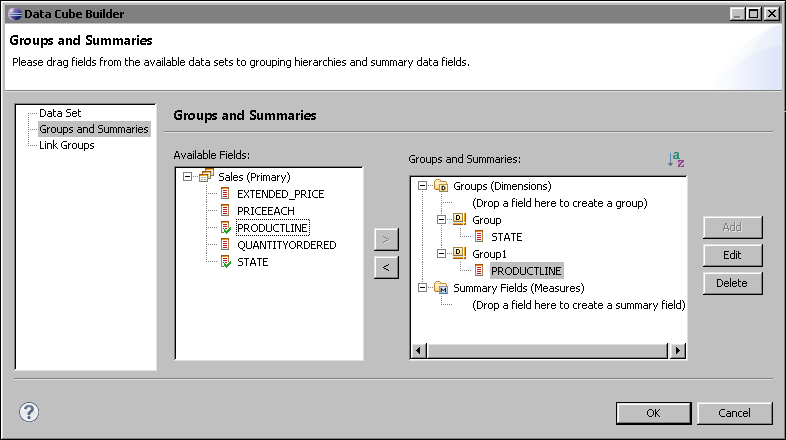 Data Cube Builder
Groups and Summaries
Please drag fields from the available data sets to grouping hierarchies and summary data fields.
Data Set
Groups and Summaries
Link Groups
Groups and Summaries
Available Fields:
Sales (Primary)
EXTENDED_PRICE
PRICEEACH
PRODUCTLINE
QUANTITYORDERED
STATE
>
<
Groups and Summaries:
Groups (Dimensions)
(Drop a field here to create a group)
Group
STATE
Group1
PRODUCTLINE
Summary Fields (Measures)
(Drop a field here to create a summary field)
Add
Edit
Delete
?
OK
Cancel